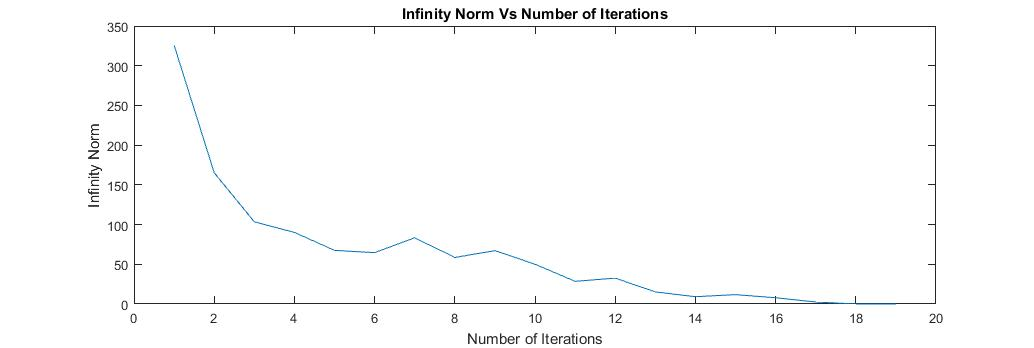 Infinity Norm Vs Number of Iterations
350
300
250
200
150
100
50
0
Infinity Norm
0 2 4 6 8 10 12 14 16 18 20
Number of Iterations